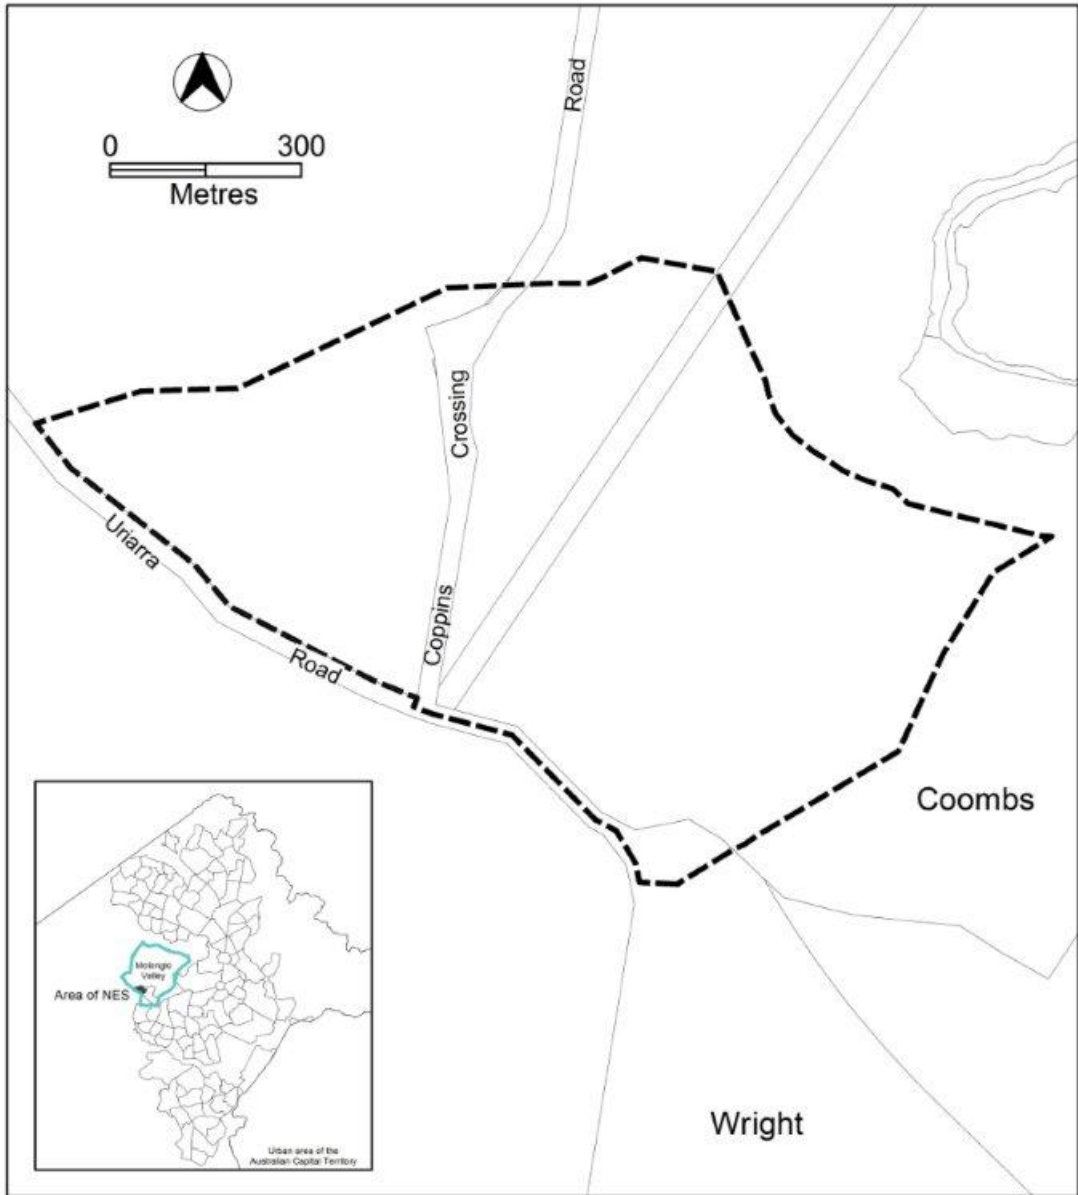 Road
0 300
Metres
Crossing
Uriarra
Coppins
Road
Coombs
Molonglo
Valley
Area of NES
Wright
Urban area of the
Australian Capital Territory